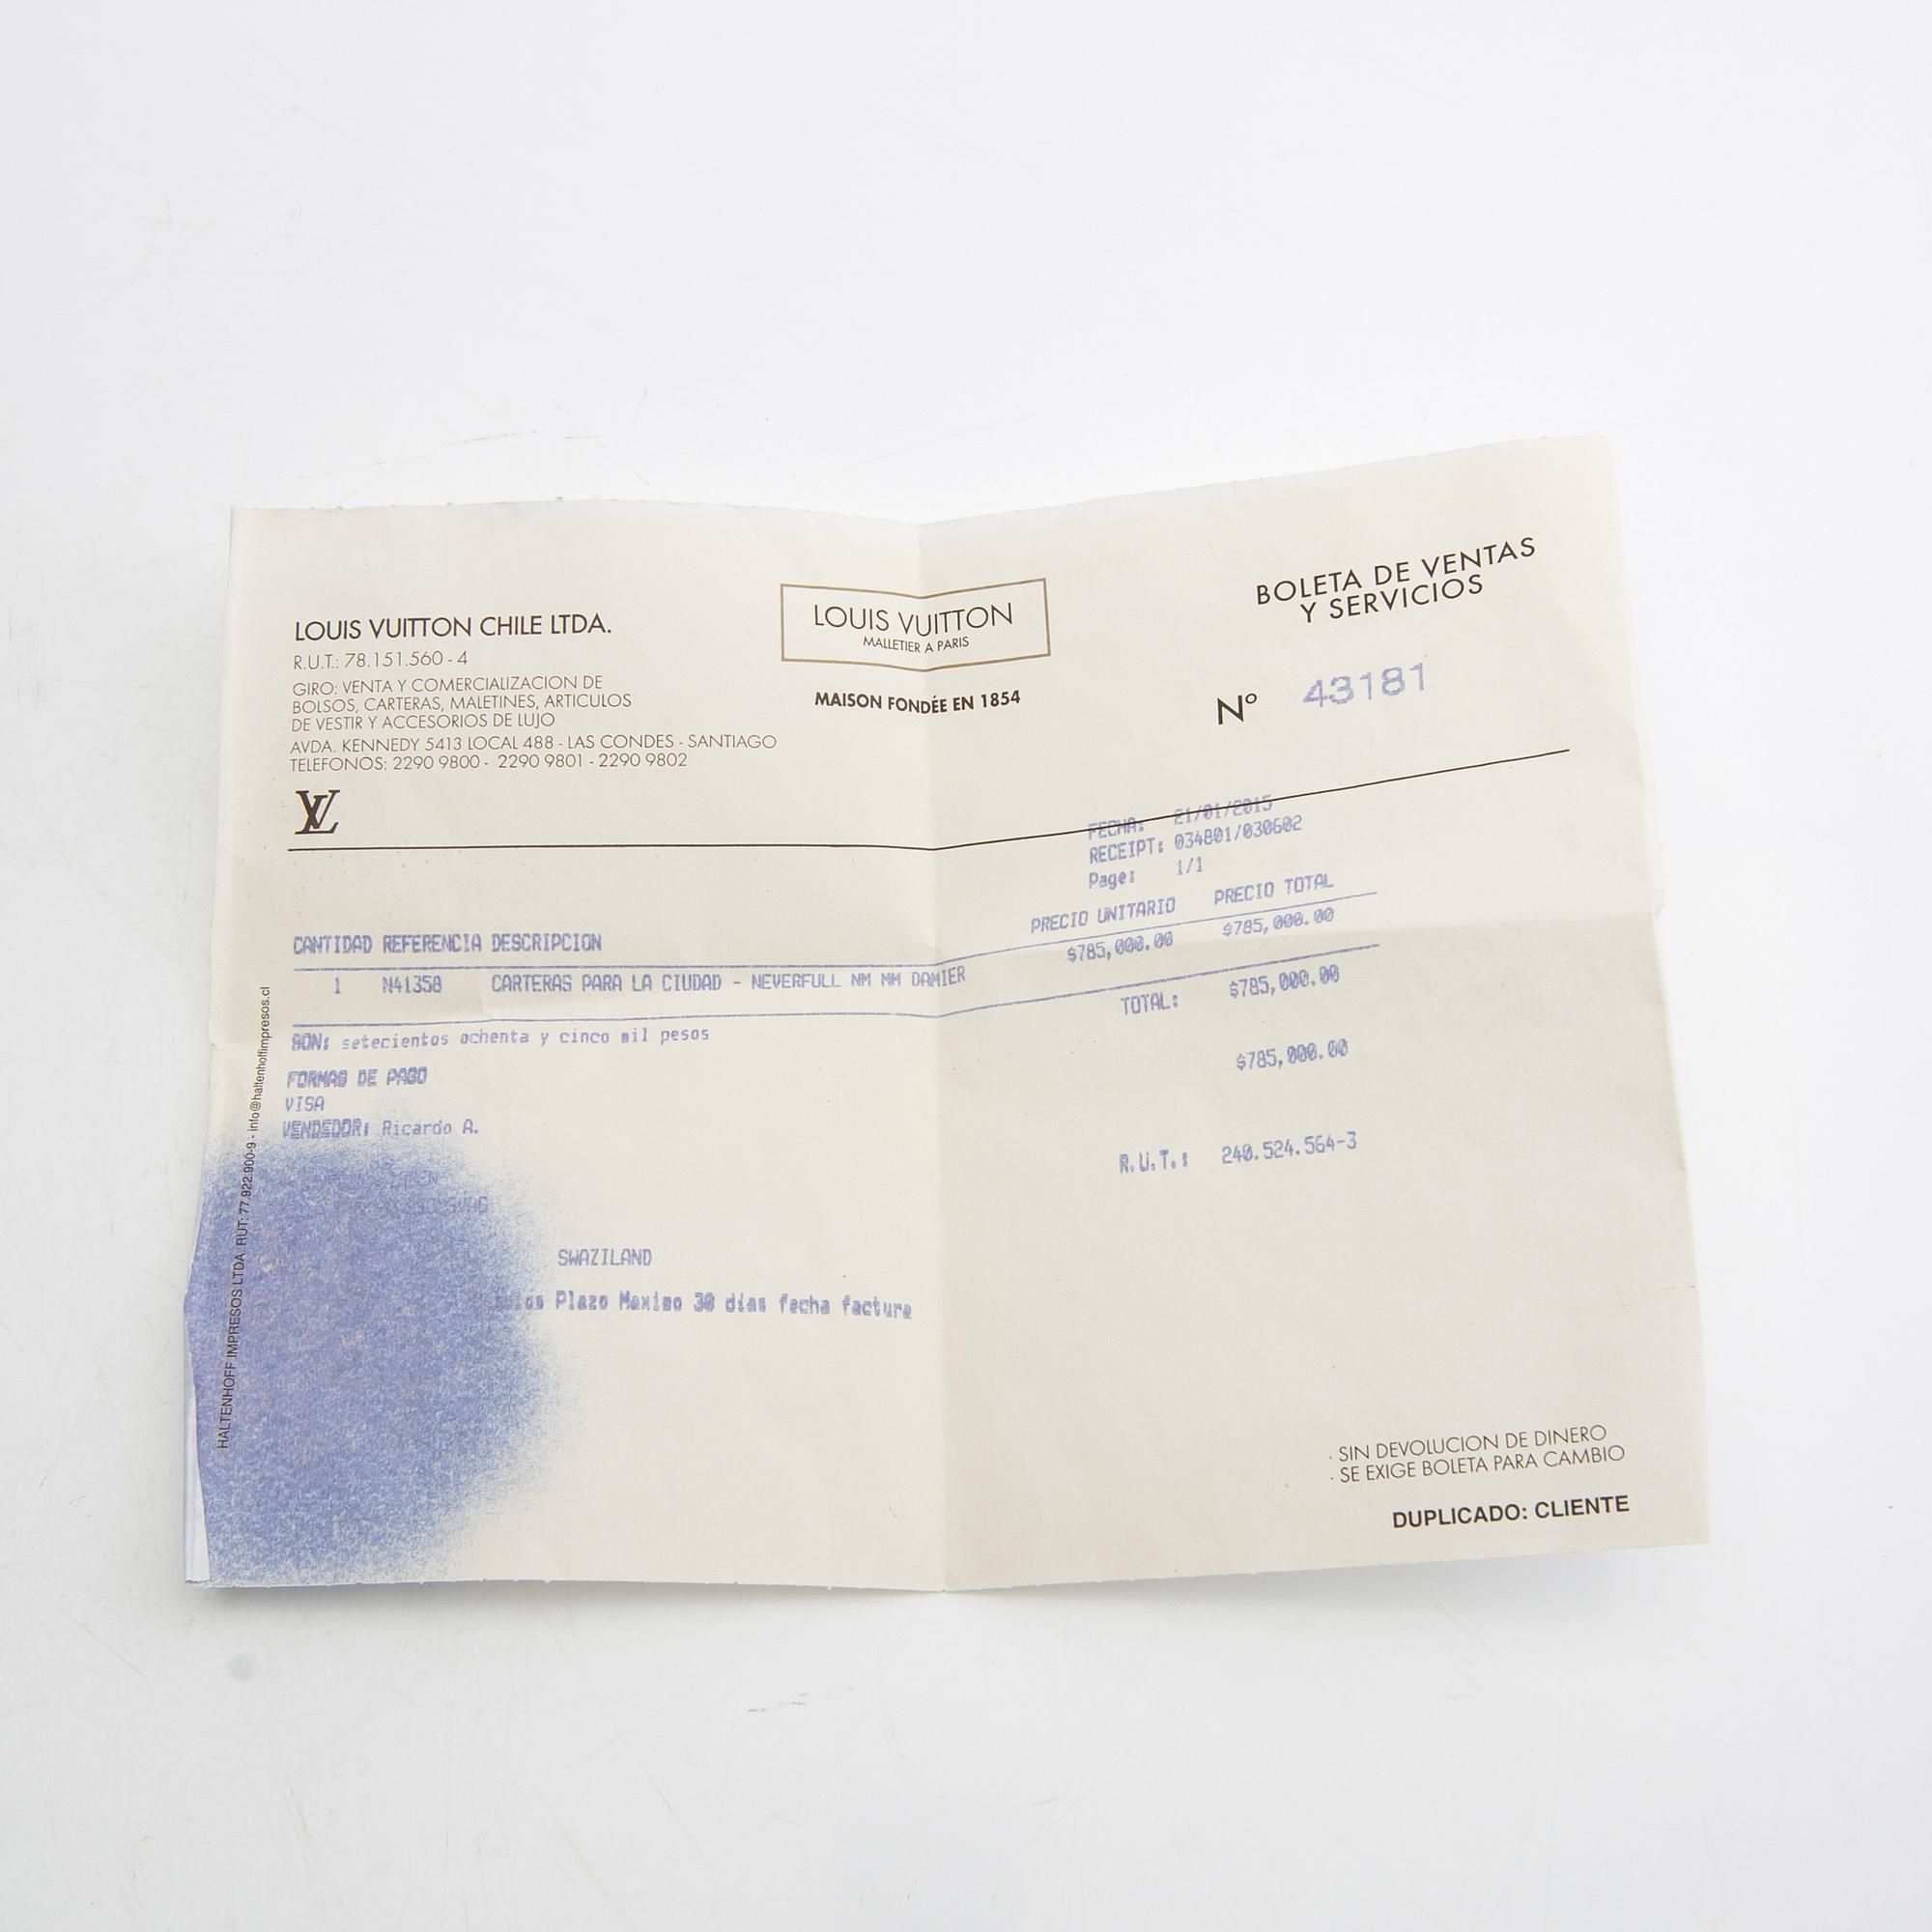 LOUIS VUITTON CHILE LTDA.
R.U.T.: 78.151.560 - 4
GIRO: VENTA Y COMERCIALIZACION DE
BOLSOS, CARTERAS, MALETINES, ARTICULOS
DE VESTIR Y ACCESORIOS DE LUJO
AVDA. KENNEDY 5413 LOCAL 488 - LAS CONDES - SANTIAGO
TELEFONOS: 2290 9800 - 2290 9801 - 2290 9802
LV
LOUIS VUITTON
MALLETIER A PARIS
MAISON FONDÉE EN 1854
BOLETA DE VENTAS
Y SERVICIOS
Nº 43181
FECHA: 21/01/2015
RECEIPT: 034801/030602
Page: 1/1
CANTIDAD REFERENCIA DESCRIPCION PRECIO UNITARIO PRECIO TOTAL
1 N41358 CARTERAS PARA LA CIUDAD - NEVERFULL NM MM DAMIER $785,000.00 $785,000.00
TOTAL: $785,000.00
SON: setecientos ochenta y cinco mil pesos
$785,000.00
FORMAS DE PAGO
VISA
VENDEDOR: Ricardo A.
R.U.T.: 240.524.564-3
SWAZILAND
Plazo Maximo 30 dias fecha factura
HALTENHOFF IMPRESOS LTDA. RUT: 77.922.900-9 - info@haltenhoffimpresos.cl
· SIN DEVOLUCION DE DINERO
· SE EXIGE BOLETA PARA CAMBIO
DUPLICADO: CLIENTE